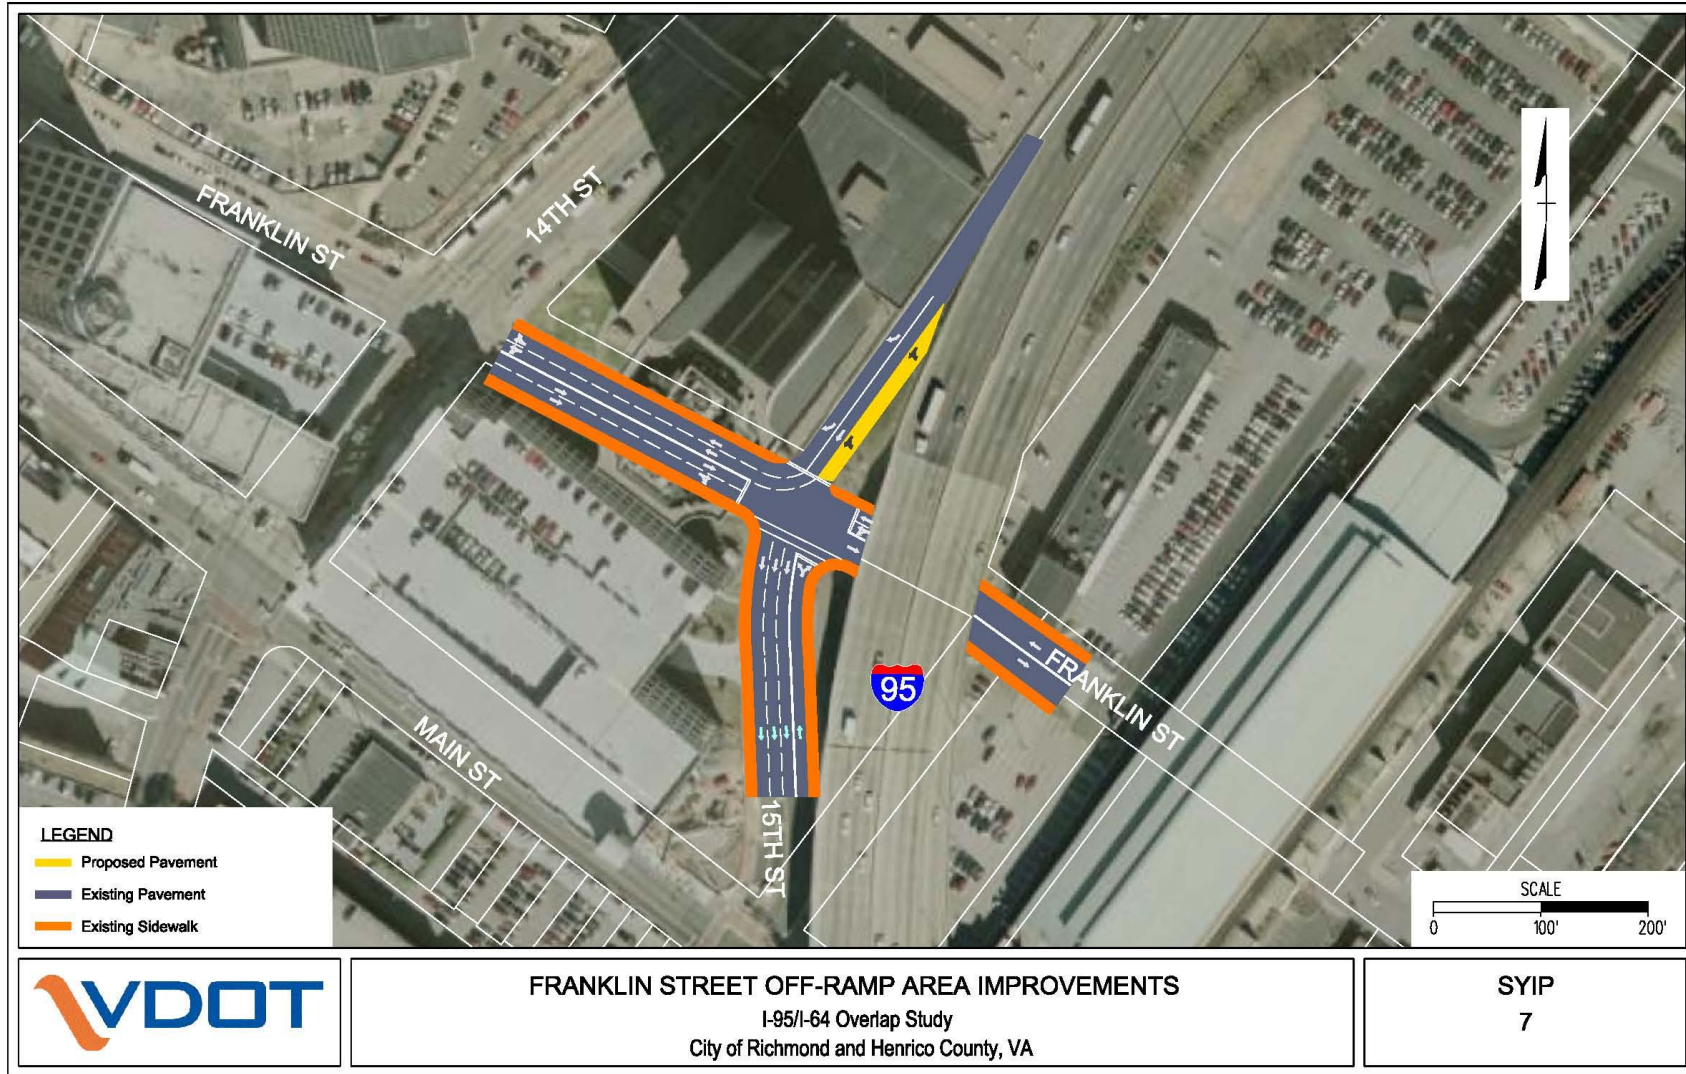 FRANKLIN ST
14TH ST
95
FRANKLIN ST
MAIN ST
15TH ST
LEGEND
Proposed Pavement
Existing Pavement
Existing Sidewalk
SCALE
0 100' 200'
VDOT
FRANKLIN STREET OFF-RAMP AREA IMPROVEMENTS
I-95/I-64 Overlap Study
City of Richmond and Henrico County, VA
SYIP
7